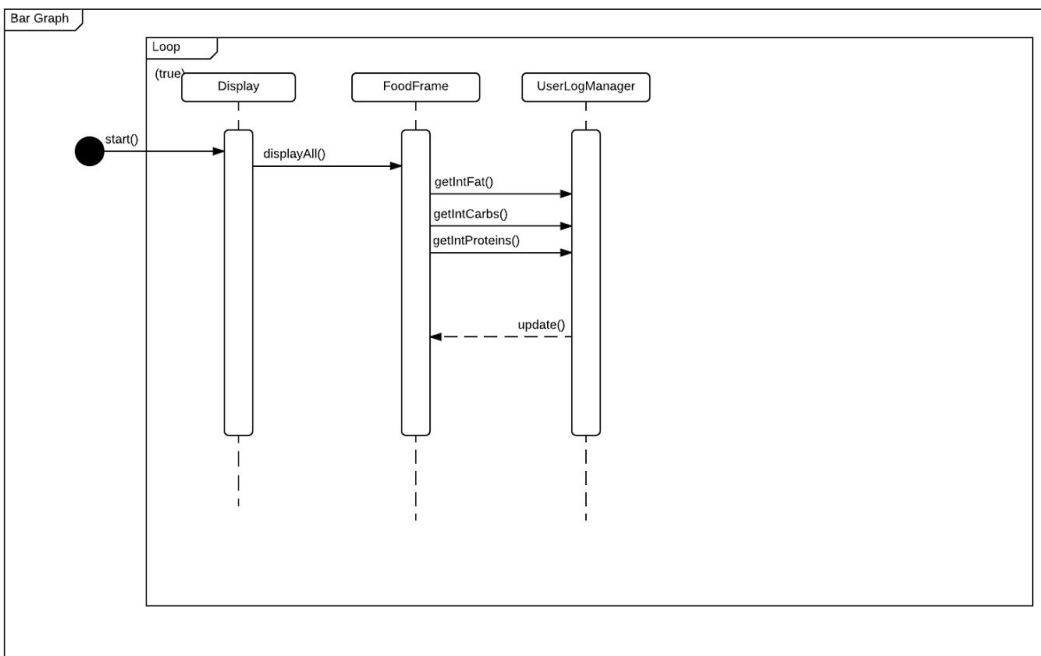 Bar Graph
Loop
(true)
Display
FoodFrame
UserLogManager
start()
displayAll()
getIntFat()
getIntCarbs()
getIntProteins()
update()